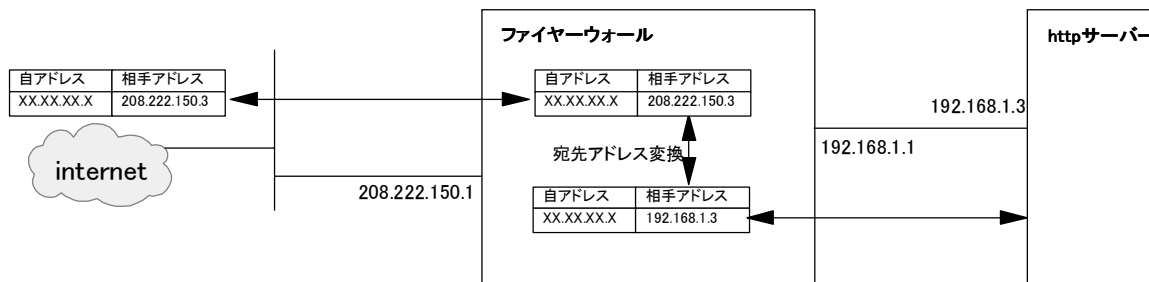 ファイヤーウォール
httpサーバー
自アドレス 相手アドレス
XX.XX.XX.X 208.222.150.3
自アドレス 相手アドレス
XX.XX.XX.X 208.222.150.3
192.168.1.3
宛先アドレス変換
192.168.1.1
internet
208.222.150.1
自アドレス 相手アドレス
XX.XX.XX.X 192.168.1.3